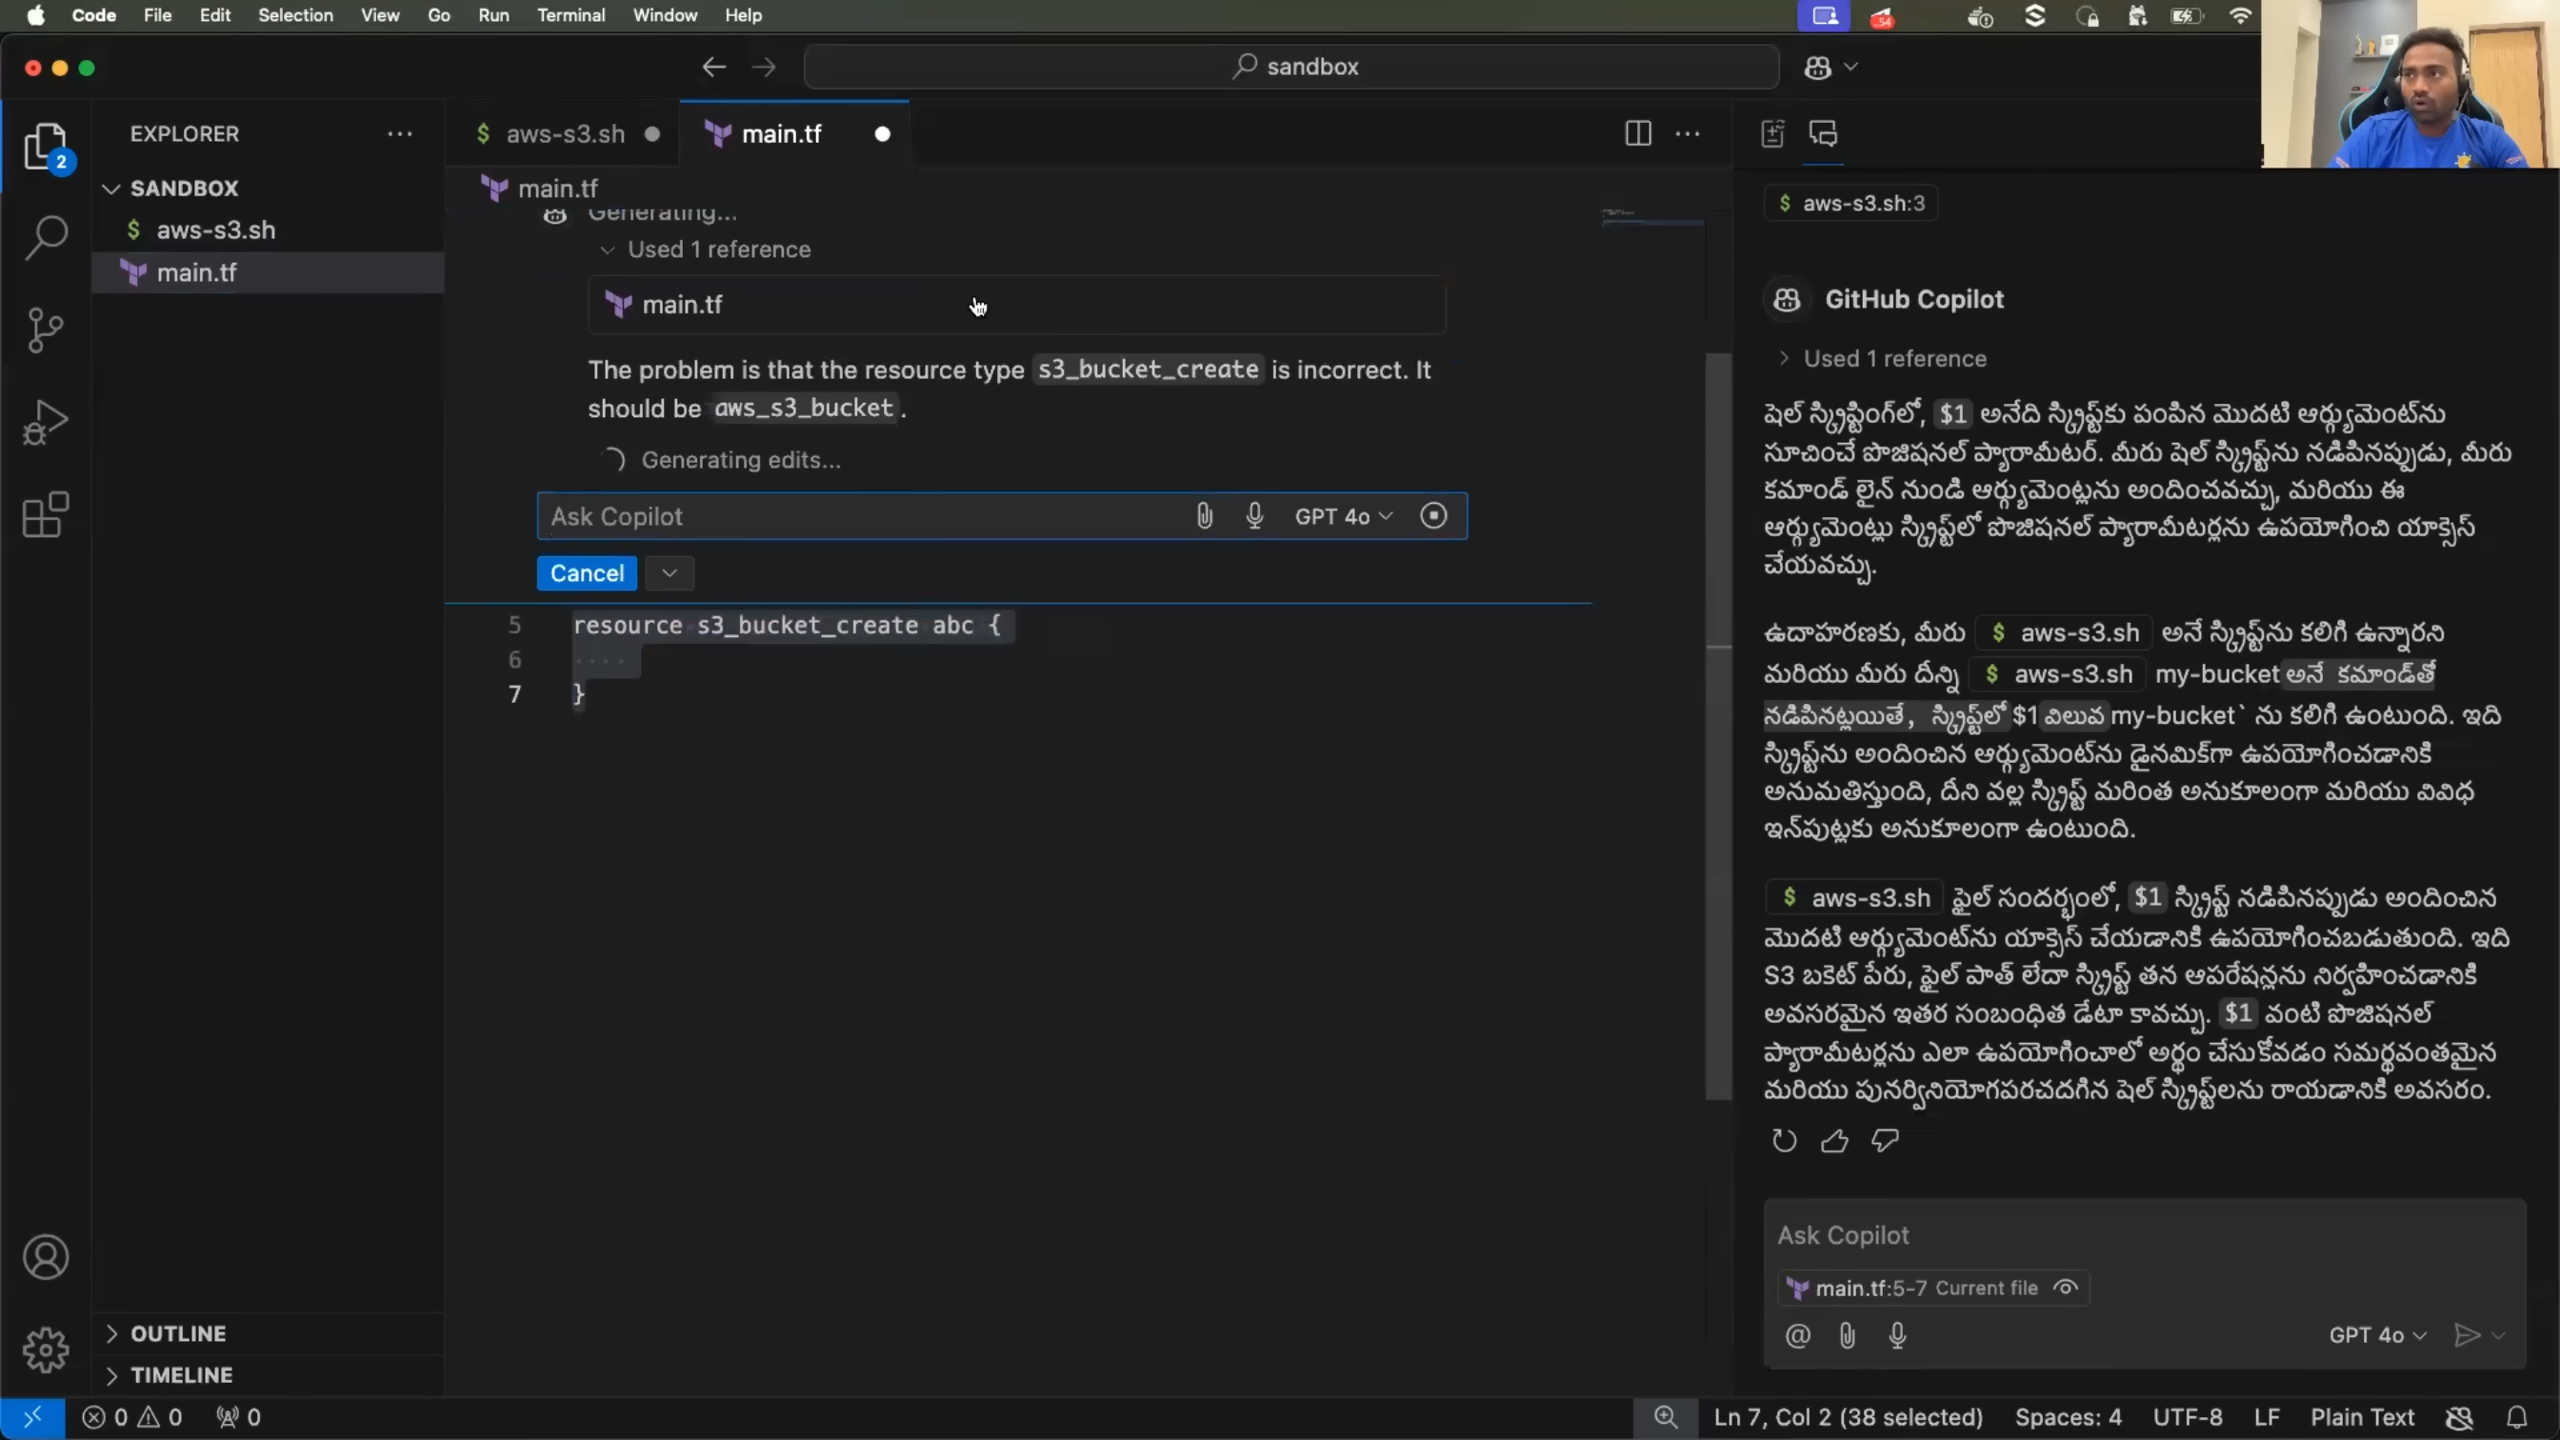 Code File Edit Selection View Go Run Terminal Window Help
54
sandbox
EXPLORER
2
SANDBOX
$ aws-s3.sh
main.tf
OUTLINE
TIMELINE
$ aws-s3.sh
main.tf
main.tf
Generating...
Used 1 reference
main.tf
The problem is that the resource type s3_bucket_create is incorrect. It
should be aws_s3_bucket.
Generating edits...
Ask Copilot
GPT 4o
Cancel
5 resource s3_bucket_create abc {
6 ....
7 }
$ aws-s3.sh:3
GitHub Copilot
Used 1 reference
షెల్ స్క్రిప్టింగ్‌లో, $1 అనేది స్క్రిప్ట్‌కు పంపిన మొదటి ఆర్గ్యుమెంట్‌ను
సూచించే పొజిషనల్ ప్యారామీటర్. మీరు షెల్ స్క్రిప్ట్‌ను నడిపినప్పుడు, మీరు
కమాండ్ లైన్ నుండి ఆర్గ్యుమెంట్లను అందించవచ్చు, మరియు ఈ
ఆర్గ్యుమెంట్లు స్క్రిప్ట్‌లో పొజిషనల్ ప్యారామీటర్లను ఉపయోగించి యాక్సెస్
చేయవచ్చు.
ఉదాహరణకు, మీరు $ aws-s3.sh అనే స్క్రిప్ట్‌ను కలిగి ఉన్నారని
మరియు మీరు దీన్ని $ aws-s3.sh my-bucket అనే కమాండ్‌తో
నడిపినట్లయితే, స్క్రిప్ట్‌లో $1 విలువ my-bucket` ను కలిగి ఉంటుంది. ఇది
స్క్రిప్ట్‌ను అందించిన ఆర్గ్యుమెంట్‌ను డైనమిక్‌గా ఉపయోగించడానికి
అనుమతిస్తుంది, దీని వల్ల స్క్రిప్ట్ మరింత అనుకూలంగా మరియు వివిధ
ఇన్‌పుట్లకు అనుకూలంగా ఉంటుంది.
$ aws-s3.sh ఫైల్ సందర్భంలో, $1 స్క్రిప్ట్ నడిపినప్పుడు అందించిన
మొదటి ఆర్గ్యుమెంట్‌ను యాక్సెస్ చేయడానికి ఉపయోగించబడుతుంది. ఇది
S3 బకెట్ పేరు, ఫైల్ పాత్ లేదా స్క్రిప్ట్ తన ఆపరేషన్లను నిర్వహించడానికి
అవసరమైన ఇతర సంబంధిత డేటా కావచ్చు. $1 వంటి పొజిషనల్
ప్యారామీటర్లను ఎలా ఉపయోగించాలో అర్థం చేసుకోవడం సమర్థవంతమైన
మరియు పునర్వినియోగపరచదగిన షెల్ స్క్రిప్ట్‌లను రాయడానికి అవసరం.
Ask Copilot
main.tf:5-7 Current file
@
GPT 4o
0 0 0
Ln 7, Col 2 (38 selected) Spaces: 4 UTF-8 LF Plain Text